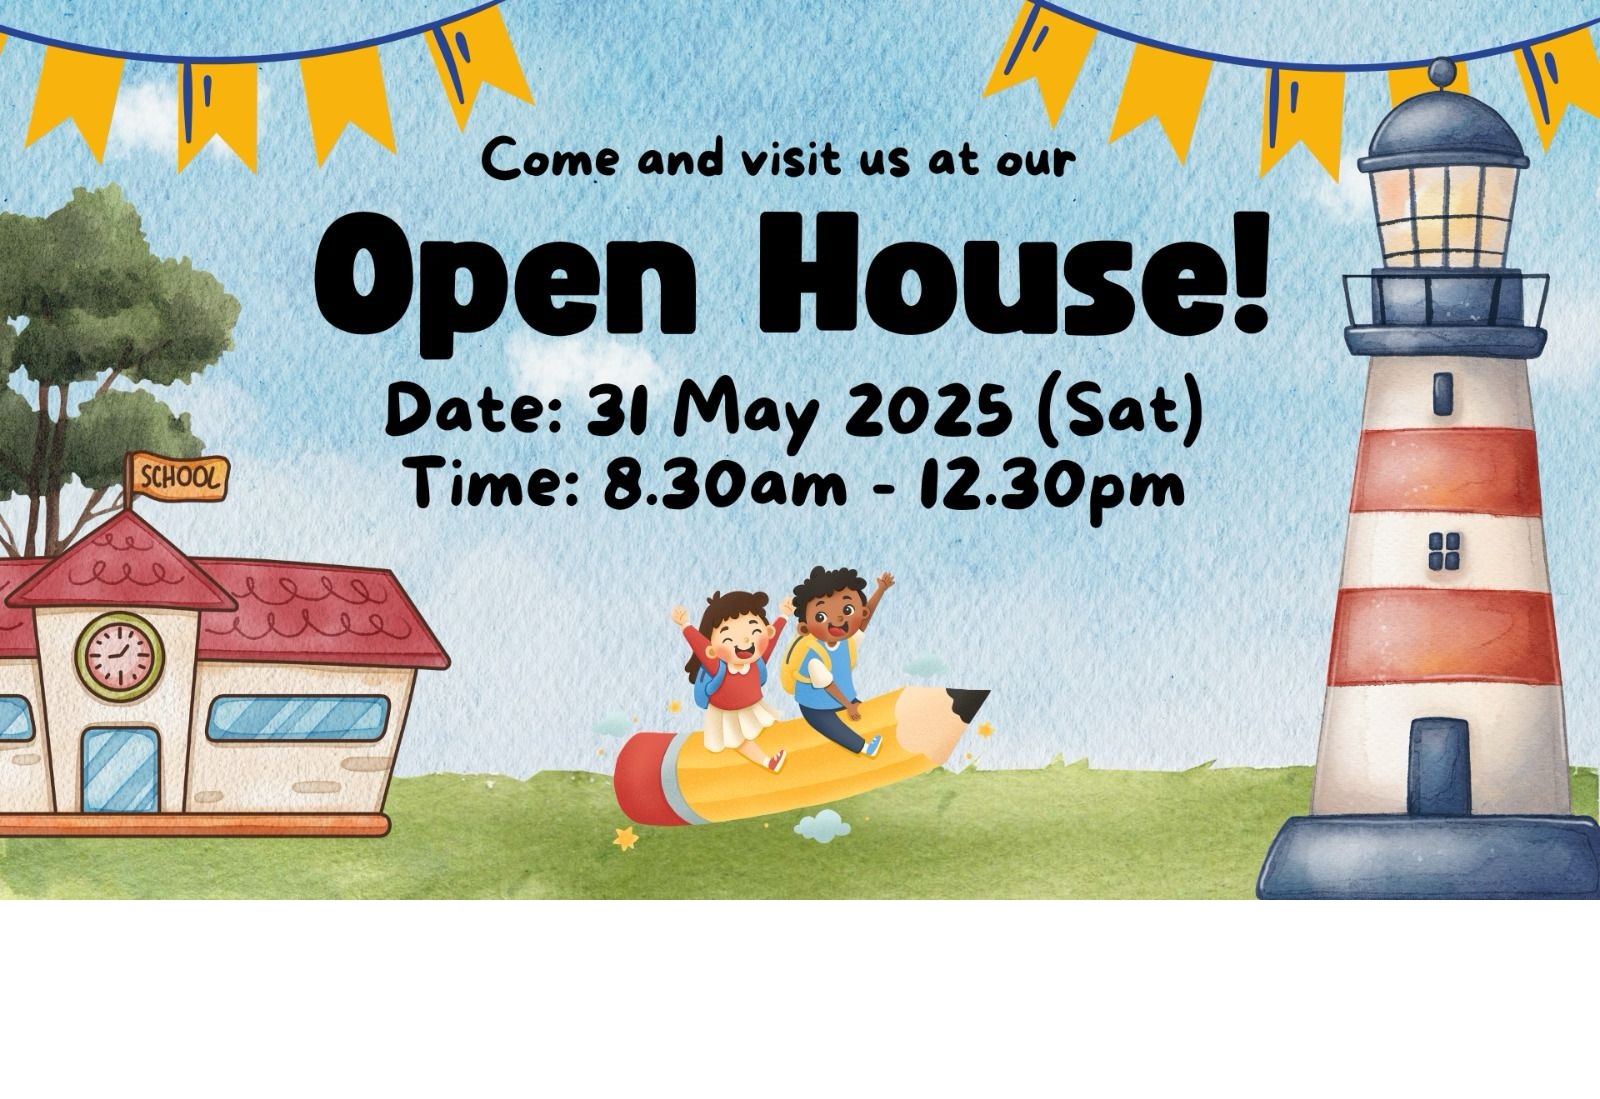 Come and visit us at our
Open House!
Date: 31 May 2025 (Sat)
Time: 8.30am - 12.30pm
SCHOOL